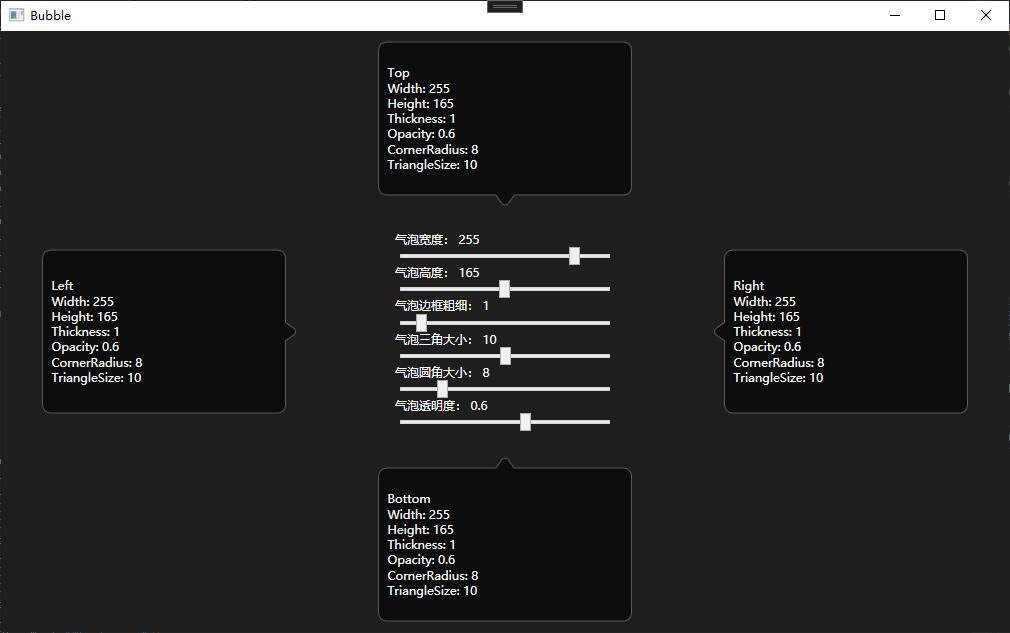 Bubble
Top
Width: 255
Height: 165
Thickness: 1
Opacity: 0.6
CornerRadius: 8
TriangleSize: 10
Left
Width: 255
Height: 165
Thickness: 1
Opacity: 0.6
CornerRadius: 8
TriangleSize: 10
气泡宽度： 255
气泡高度： 165
气泡边框粗细： 1
气泡三角大小： 10
气泡圆角大小： 8
气泡透明度： 0.6
Right
Width: 255
Height: 165
Thickness: 1
Opacity: 0.6
CornerRadius: 8
TriangleSize: 10
Bottom
Width: 255
Height: 165
Thickness: 1
Opacity: 0.6
CornerRadius: 8
TriangleSize: 10